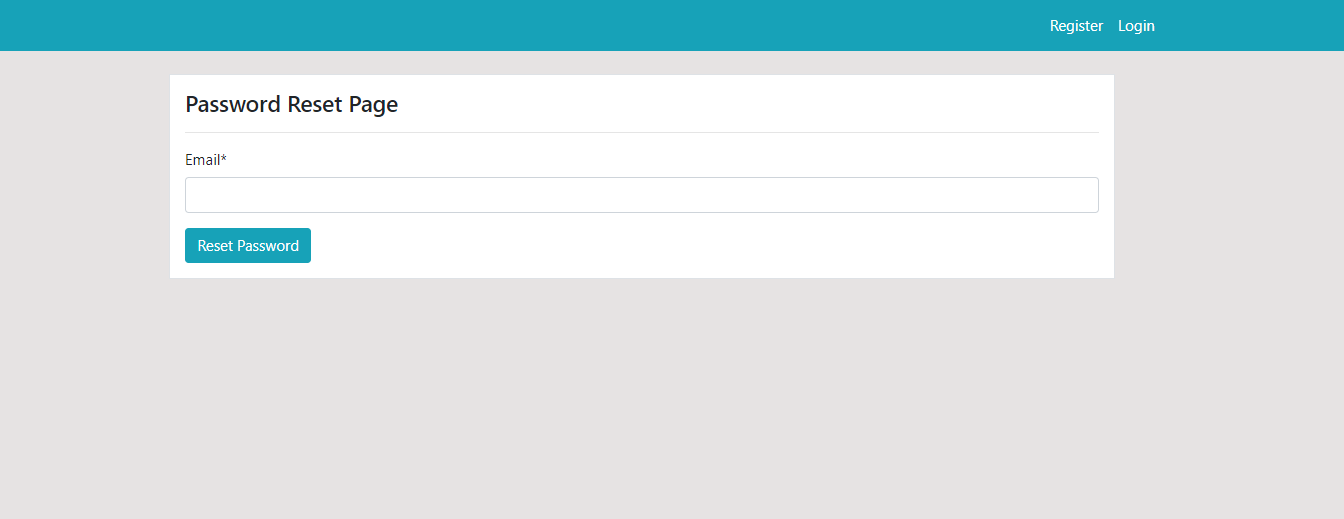 Register Login
Password Reset Page
Email*
Reset Password